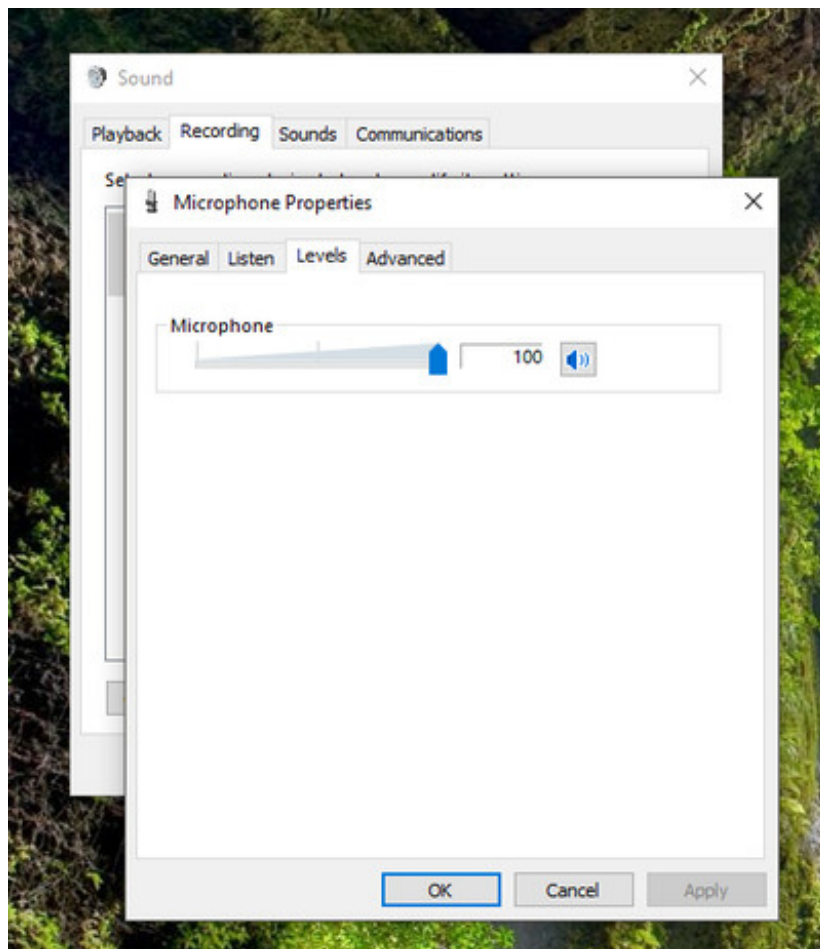 Sound
Playback Recording Sounds Communications
Microphone Properties
General Listen Levels Advanced
Microphone
100
OK Cancel Apply